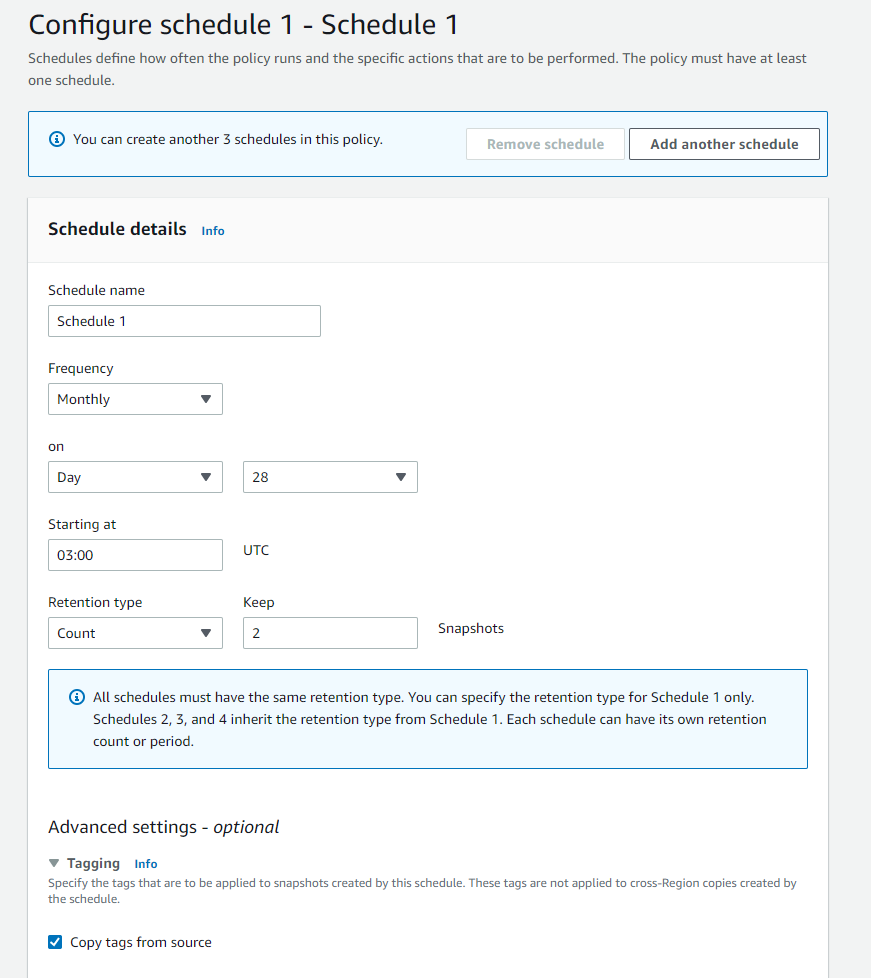 Configure schedule 1 - Schedule 1
Schedules define how often the policy runs and the specific actions that are to be performed. The policy must have at least
one schedule.
You can create another 3 schedules in this policy.
Remove schedule
Add another schedule
Schedule details Info
Schedule name
Schedule 1
Frequency
Monthly
on
Day 28
Starting at
03:00 UTC
Retention type Keep
Count 2 Snapshots
All schedules must have the same retention type. You can specify the retention type for Schedule 1 only.
Schedules 2, 3, and 4 inherit the retention type from Schedule 1. Each schedule can have its own retention
count or period.
Advanced settings - optional
Tagging Info
Specify the tags that are to be applied to snapshots created by this schedule. These tags are not applied to cross-Region copies created by
the schedule.
Copy tags from source